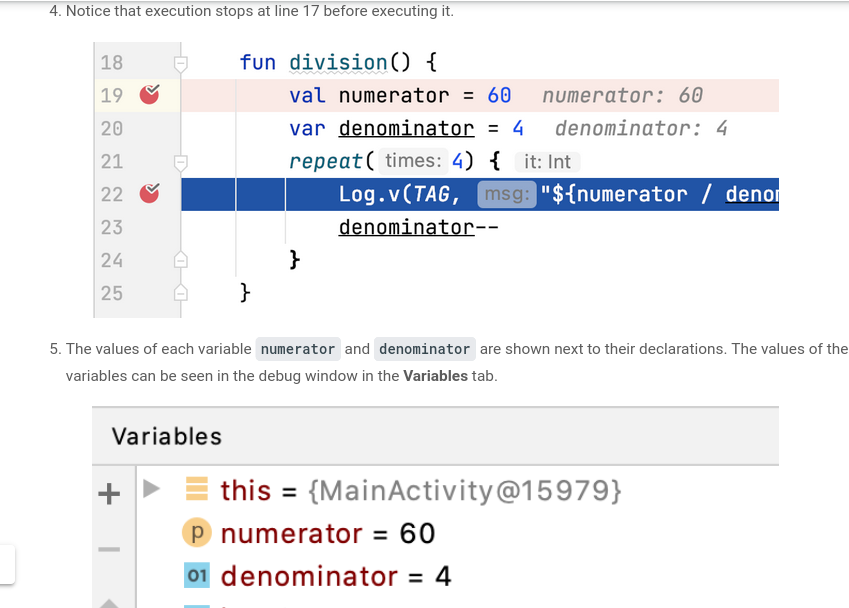 4. Notice that execution stops at line 17 before executing it.
18 fun division() {
19 val numerator = 60 numerator: 60
20 var denominator = 4 denominator: 4
21 repeat( times: 4) { it: Int
22 Log.v(TAG, msg: "${numerator / denom
23 denominator--
24 }
25 }
5. The values of each variable numerator and denominator are shown next to their declarations. The values of the
variables can be seen in the debug window in the Variables tab.
Variables
this = {MainActivity@15979}
p numerator = 60
01 denominator = 4